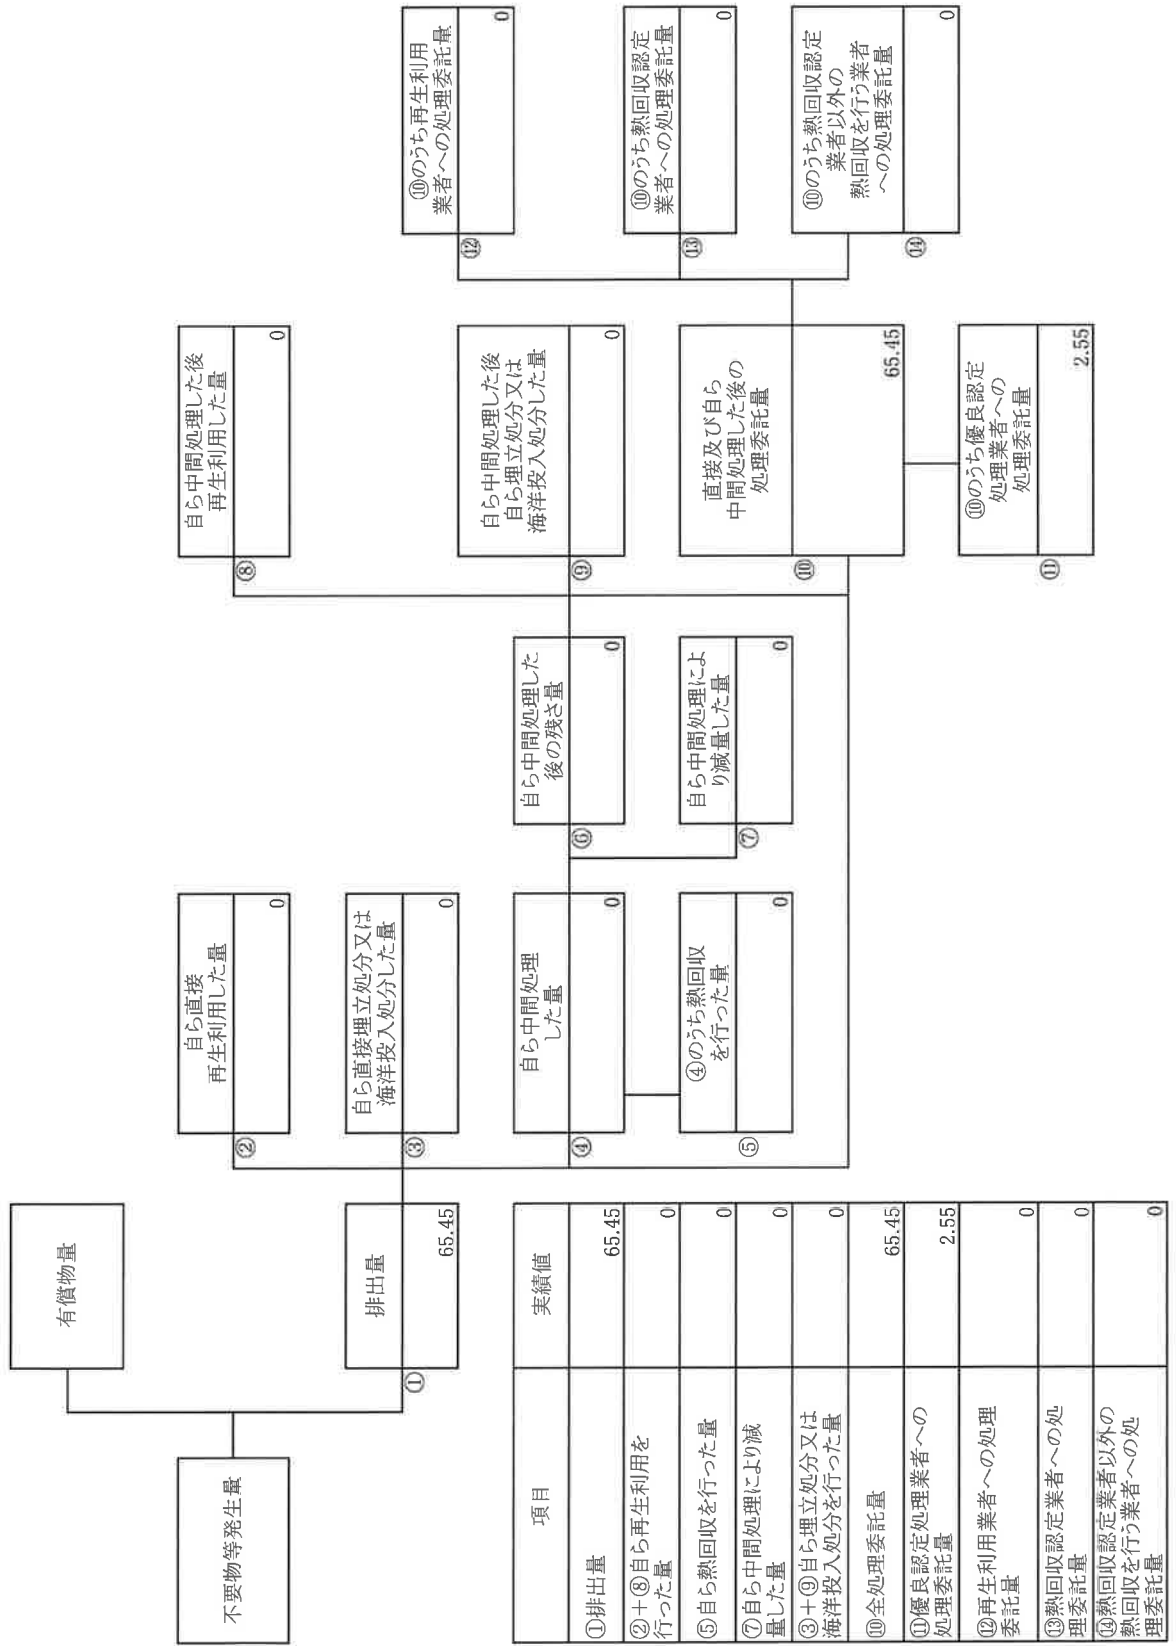 不要物等発生量
有償物量
①
排出量
65.45
②
自ら直接
再生利用した量
0
③
自ら直接埋立処分又は
海洋投入処分した量
0
④
自ら中間処理
した量
0
⑤
④のうち熱回収
を行った量
0
⑥
自ら中間処理した
後の残さ量
0
⑦
自ら中間処理によ
り減量した量
0
⑧
自ら中間処理した後
再生利用した量
0
⑨
自ら中間処理した後
自ら埋立処分又は
海洋投入処分した量
0
⑩
直接及び自ら
中間処理した後の
処理委託量
65.45
⑪
⑩のうち優良認定
処理業者への
処理委託量
2.55
⑫
⑩のうち再生利用
業者への処理委託量
0
⑬
⑩のうち熱回収認定
業者への処理委託量
0
⑭
⑩のうち熱回収認定
業者以外の
熱回収を行う業者
への処理委託量
0
項目
実績値
①排出量
65.45
②＋⑧自ら再生利用を
行った量
0
⑤自ら熱回収を行った量
0
⑦自ら中間処理により減
量した量
0
③＋⑨自ら埋立処分又は
海洋投入処分を行った量
0
⑩全処理委託量
65.45
⑪優良認定処理業者への
処理委託量
2.55
⑫再生利用業者への処理
委託量
0
⑬熱回収認定業者への処
理委託量
0
⑭熱回収認定業者以外の
熱回収を行う業者への処
理委託量
0